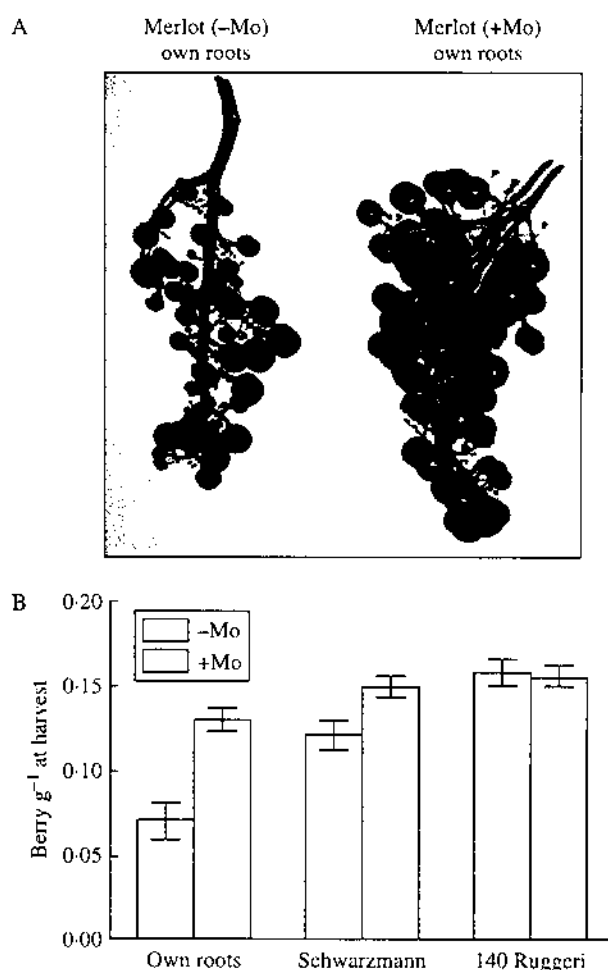 A
Merlot (–Mo)
own roots
Merlot (+Mo)
own roots
B
0·20
0·15
0·10
0·05
0·00
Berry g⁻¹ at harvest
–Mo
+Mo
Own roots
Schwarzmann
140 Ruggeri